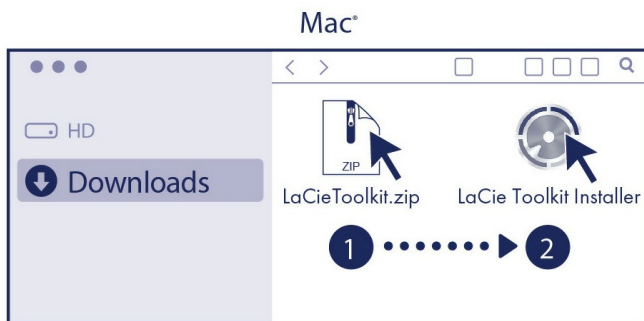 Mac®
HD
Downloads
ZIP
LaCieToolkit.zip
LaCie Toolkit Installer
1
2